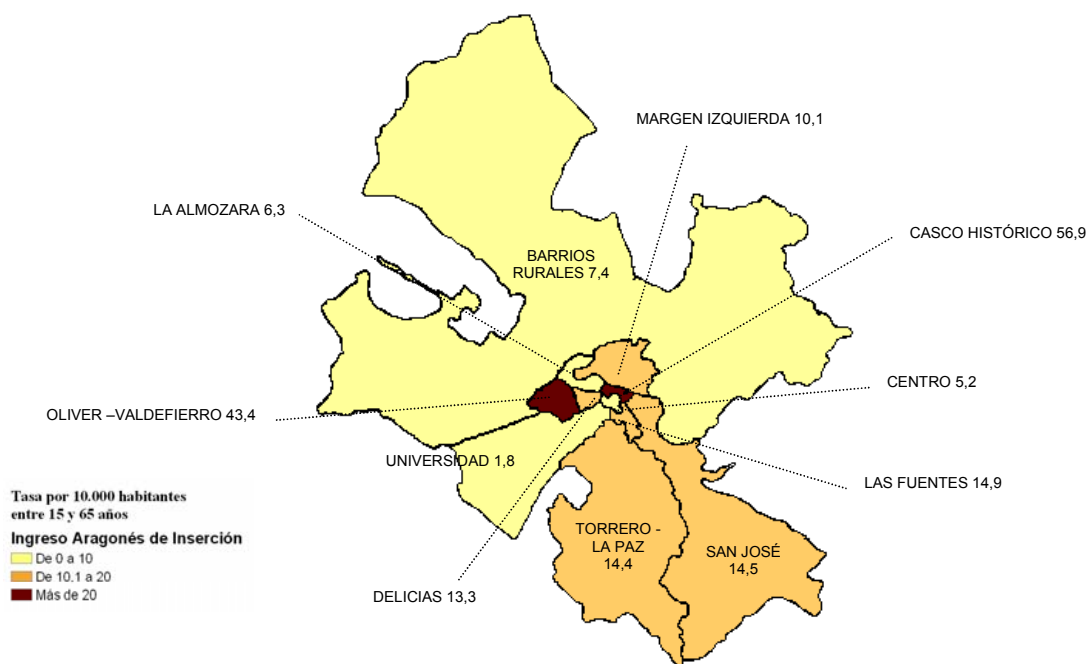 MARGEN IZQUIERDA 10,1
LA ALMOZARA 6,3
CASCO HISTÓRICO 56,9
BARRIOS
RURALES 7,4
CENTRO 5,2
OLIVER –VALDEFIERRO 43,4
UNIVERSIDAD 1,8
LAS FUENTES 14,9
Tasa por 10.000 habitantes
entre 15 y 65 años
Ingreso Aragonés de Inserción
De 0 a 10
De 10,1 a 20
Más de 20
TORRERO -
LA PAZ
14,4
SAN JOSÉ
14,5
DELICIAS 13,3